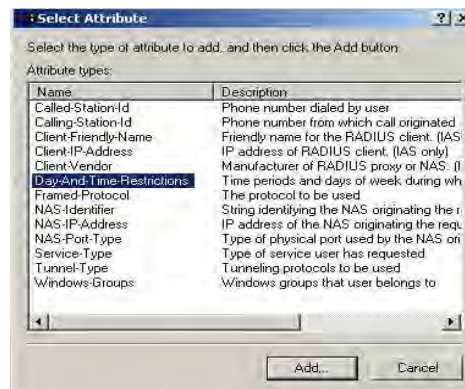 Select Attribute
Select the type of attribute to add, and then click the Add button.
Attribute types:
Name Description
Called-Station-Id Phone number dialed by user
Calling-Station-Id Phone number from which call originated
Client-Friendly-Name Friendly name for the RADIUS client. (IAS
Client-IP-Address IP address of RADIUS client. (IAS only)
Client-Vendor Manufacturer of RADIUS proxy or NAS. (I
Day-And-Time-Restrictions Time periods and days of week during wh
Framed-Protocol The protocol to be used
NAS-Identifier String identifying the NAS originating the r
NAS-IP-Address IP address of the NAS originating the requ
NAS-Port-Type Type of physical port used by the NAS ori
Service-Type Type of service user has requested
Tunnel-Type Tunneling protocols to be used
Windows-Groups Windows groups that user belongs to
Add... Cancel